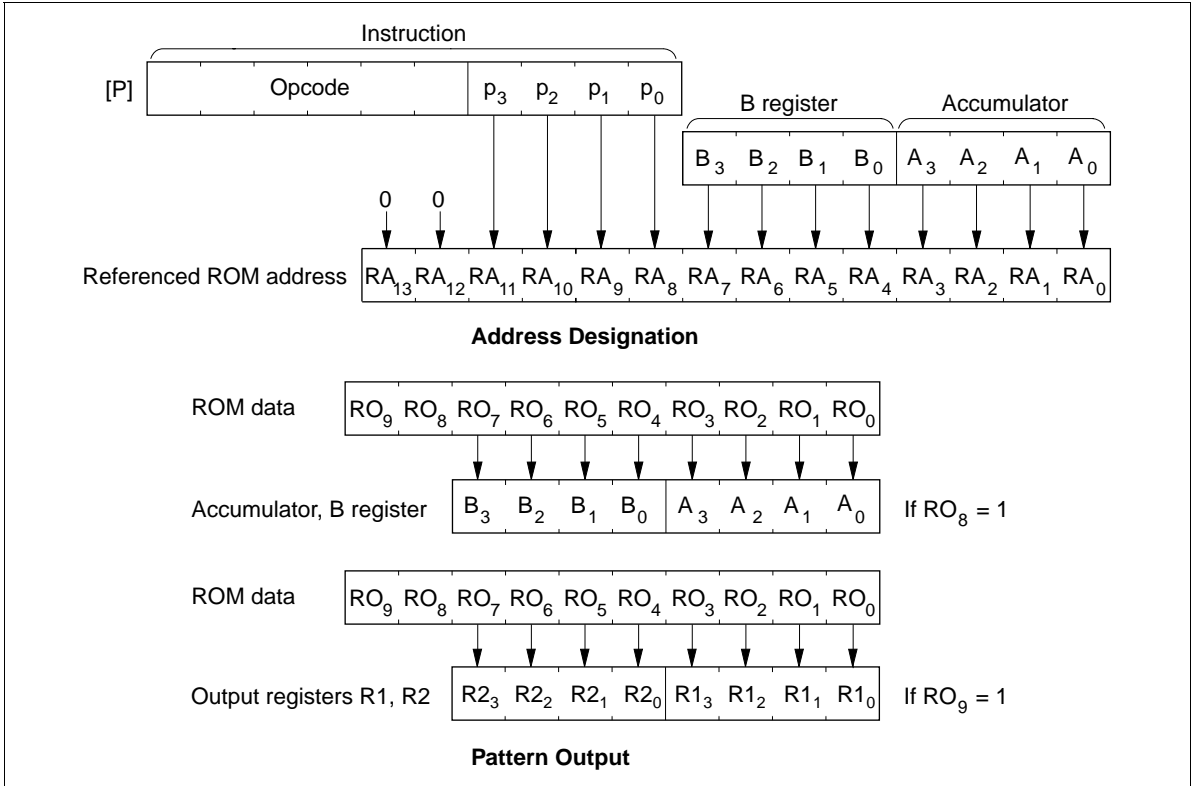 Instruction
[P] Opcode p3 p2 p1 p0
B register Accumulator
B3 B2 B1 B0 A3 A2 A1 A0
0 0
Referenced ROM address RA13 RA12 RA11 RA10 RA9 RA8 RA7 RA6 RA5 RA4 RA3 RA2 RA1 RA0
Address Designation
ROM data RO9 RO8 RO7 RO6 RO5 RO4 RO3 RO2 RO1 RO0
Accumulator, B register B3 B2 B1 B0 A3 A2 A1 A0 If RO8 = 1
ROM data RO9 RO8 RO7 RO6 RO5 RO4 RO3 RO2 RO1 RO0
Output registers R1, R2 R23 R22 R21 R20 R13 R12 R11 R10 If RO9 = 1
Pattern Output